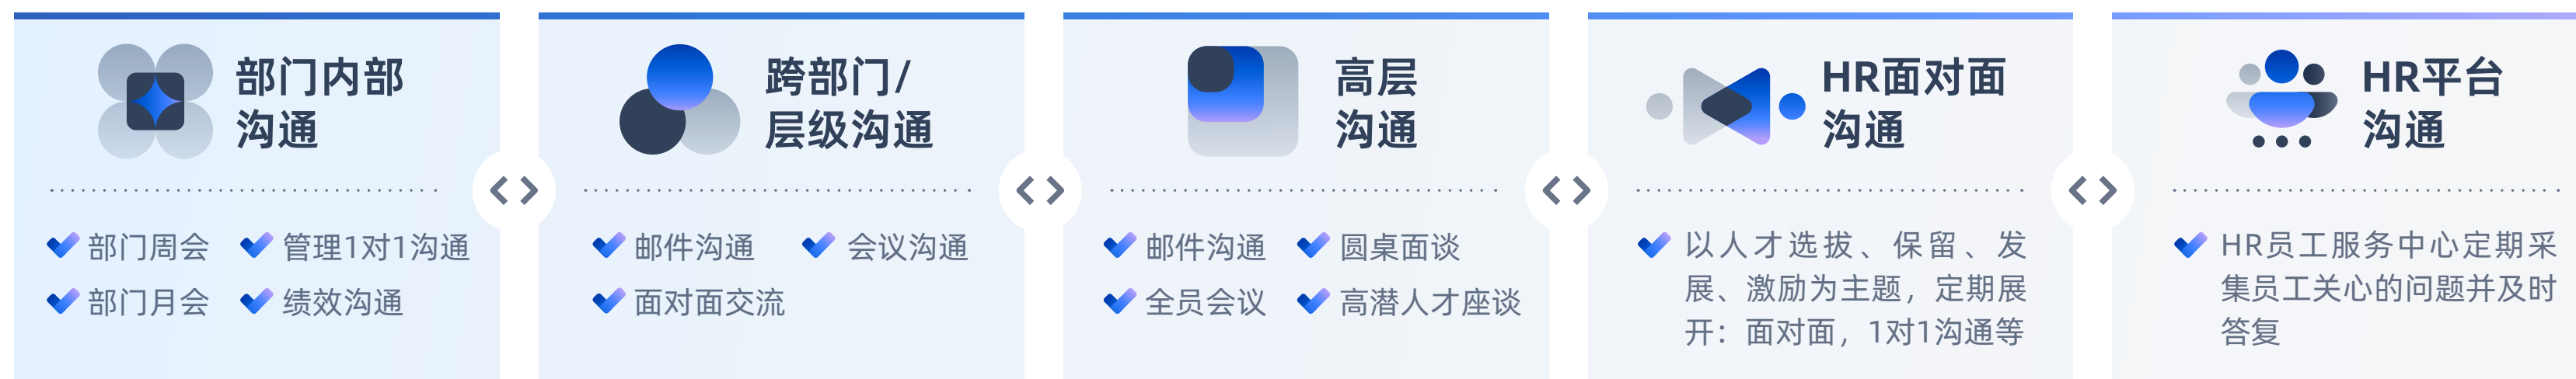 部门内部
沟通
部门周会
管理1对1沟通
部门月会
绩效沟通
跨部门/
层级沟通
邮件沟通
会议沟通
面对面交流
高层
沟通
邮件沟通
圆桌面谈
全员会议
高潜人才座谈
HR面对面
沟通
以人才选拔、保留、发
展、激励为主题，定期展
开：面对面，1对1沟通等
HR平台
沟通
HR员工服务中心定期采
集员工关心的问题并及时
答复